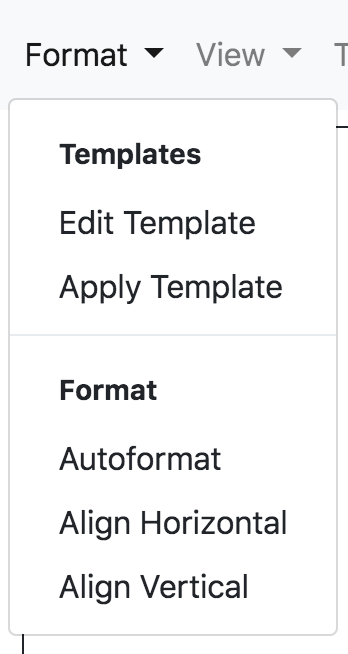 Format View
Templates
Edit Template
Apply Template
Format
Autoformat
Align Horizontal
Align Vertical